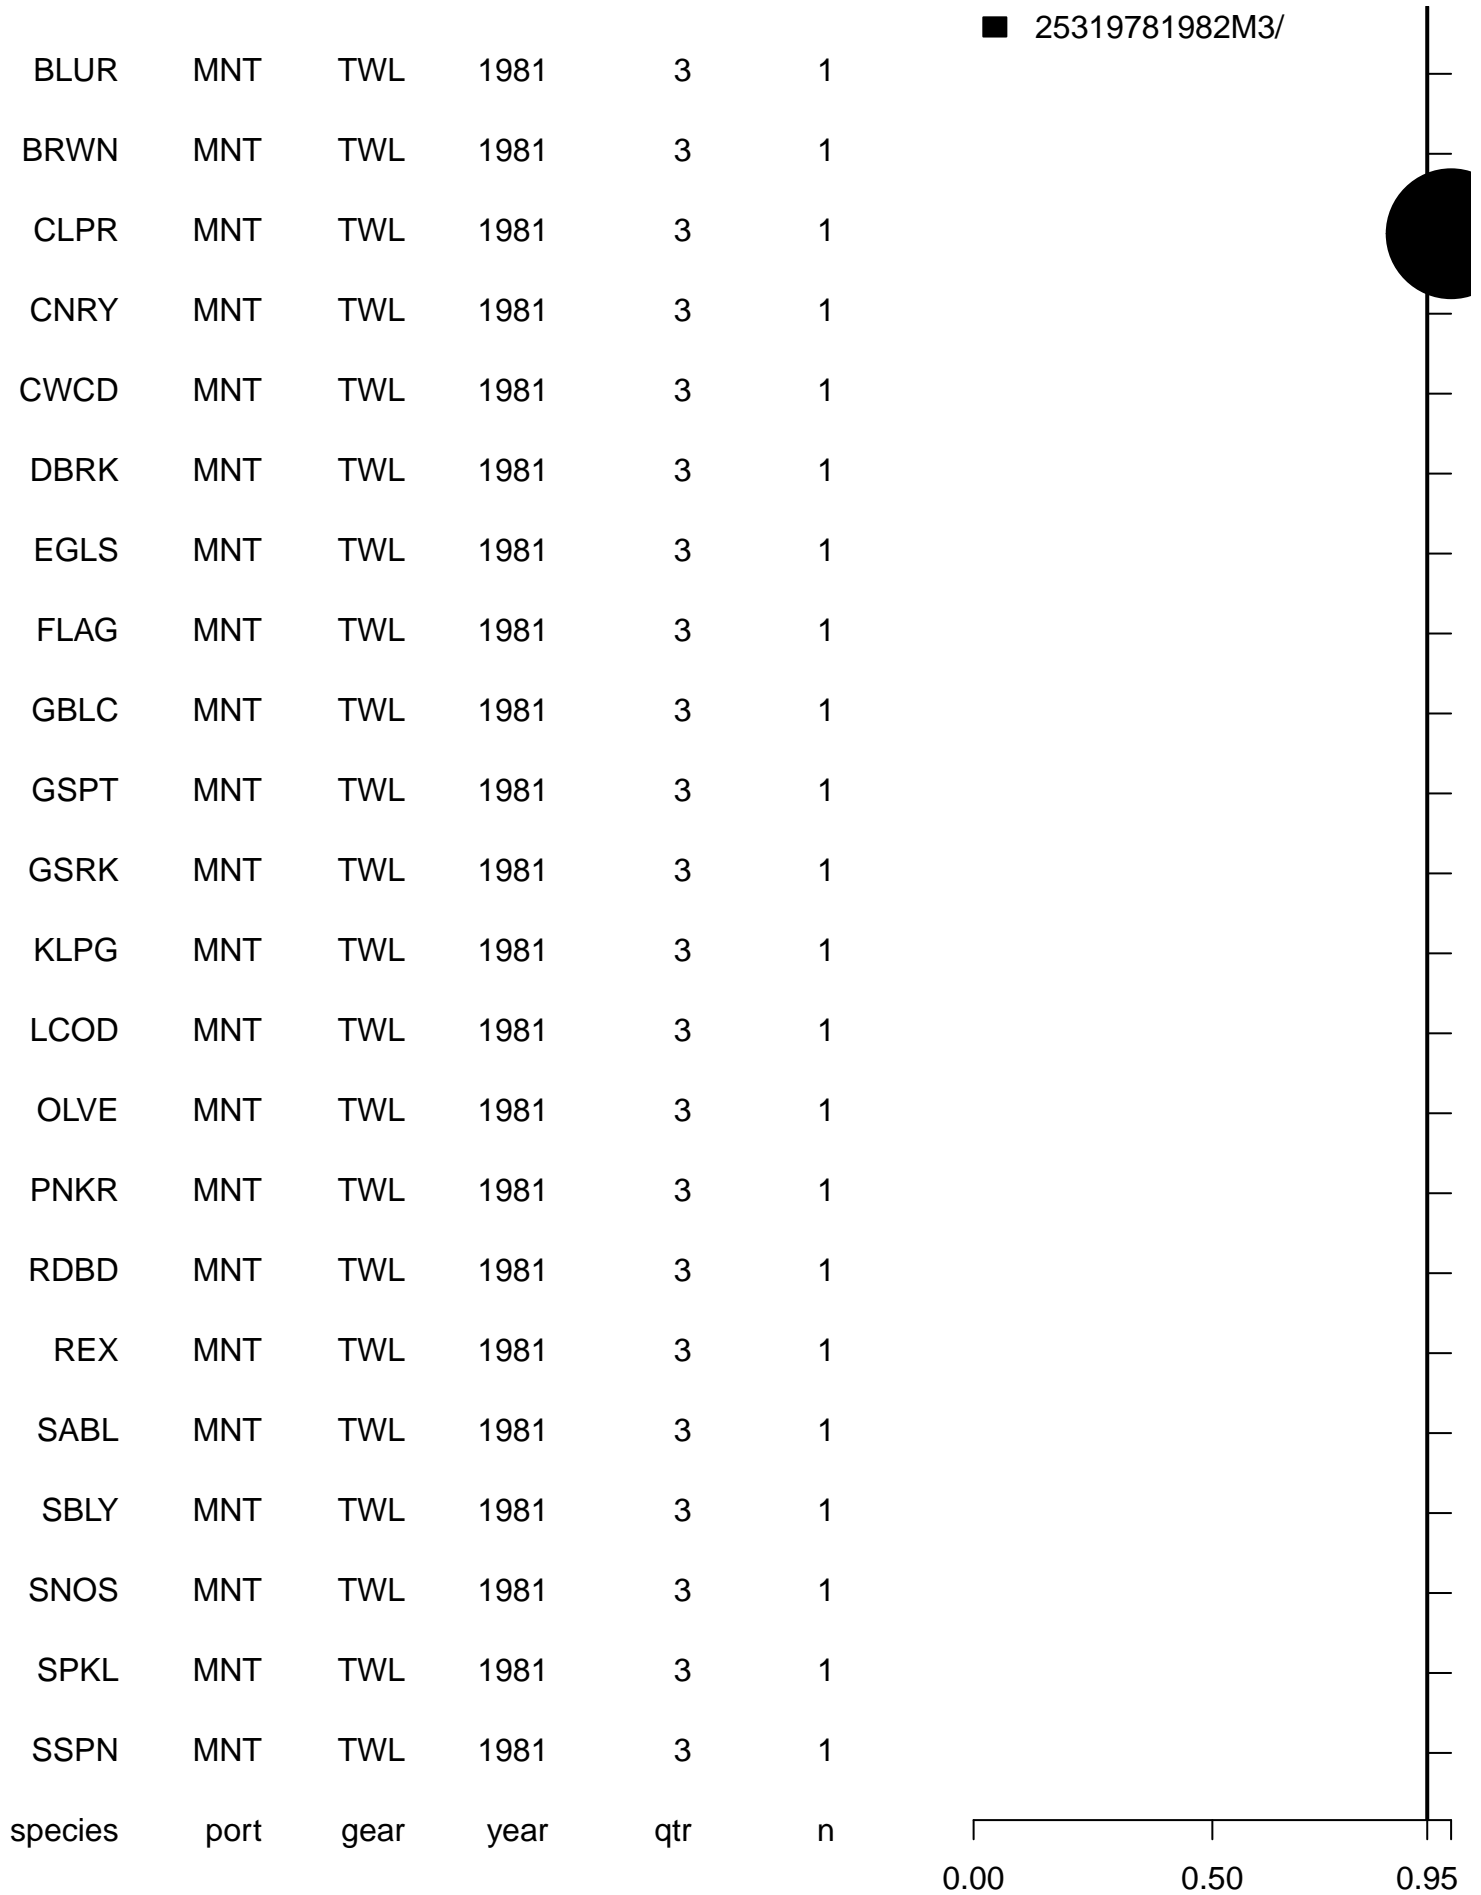 25319781982M3/
BLUR MNT TWL 1981 3 1
BRWN MNT TWL 1981 3 1
CLPR MNT TWL 1981 3 1
CNRY MNT TWL 1981 3 1
CWCD MNT TWL 1981 3 1
DBRK MNT TWL 1981 3 1
EGLS MNT TWL 1981 3 1
FLAG MNT TWL 1981 3 1
GBLC MNT TWL 1981 3 1
GSPT MNT TWL 1981 3 1
GSRK MNT TWL 1981 3 1
KLPG MNT TWL 1981 3 1
LCOD MNT TWL 1981 3 1
OLVE MNT TWL 1981 3 1
PNKR MNT TWL 1981 3 1
RDBD MNT TWL 1981 3 1
REX MNT TWL 1981 3 1
SABL MNT TWL 1981 3 1
SBLY MNT TWL 1981 3 1
SNOS MNT TWL 1981 3 1
SPKL MNT TWL 1981 3 1
SSPN MNT TWL 1981 3 1
species port gear year qtr n
0.00 0.50 0.95